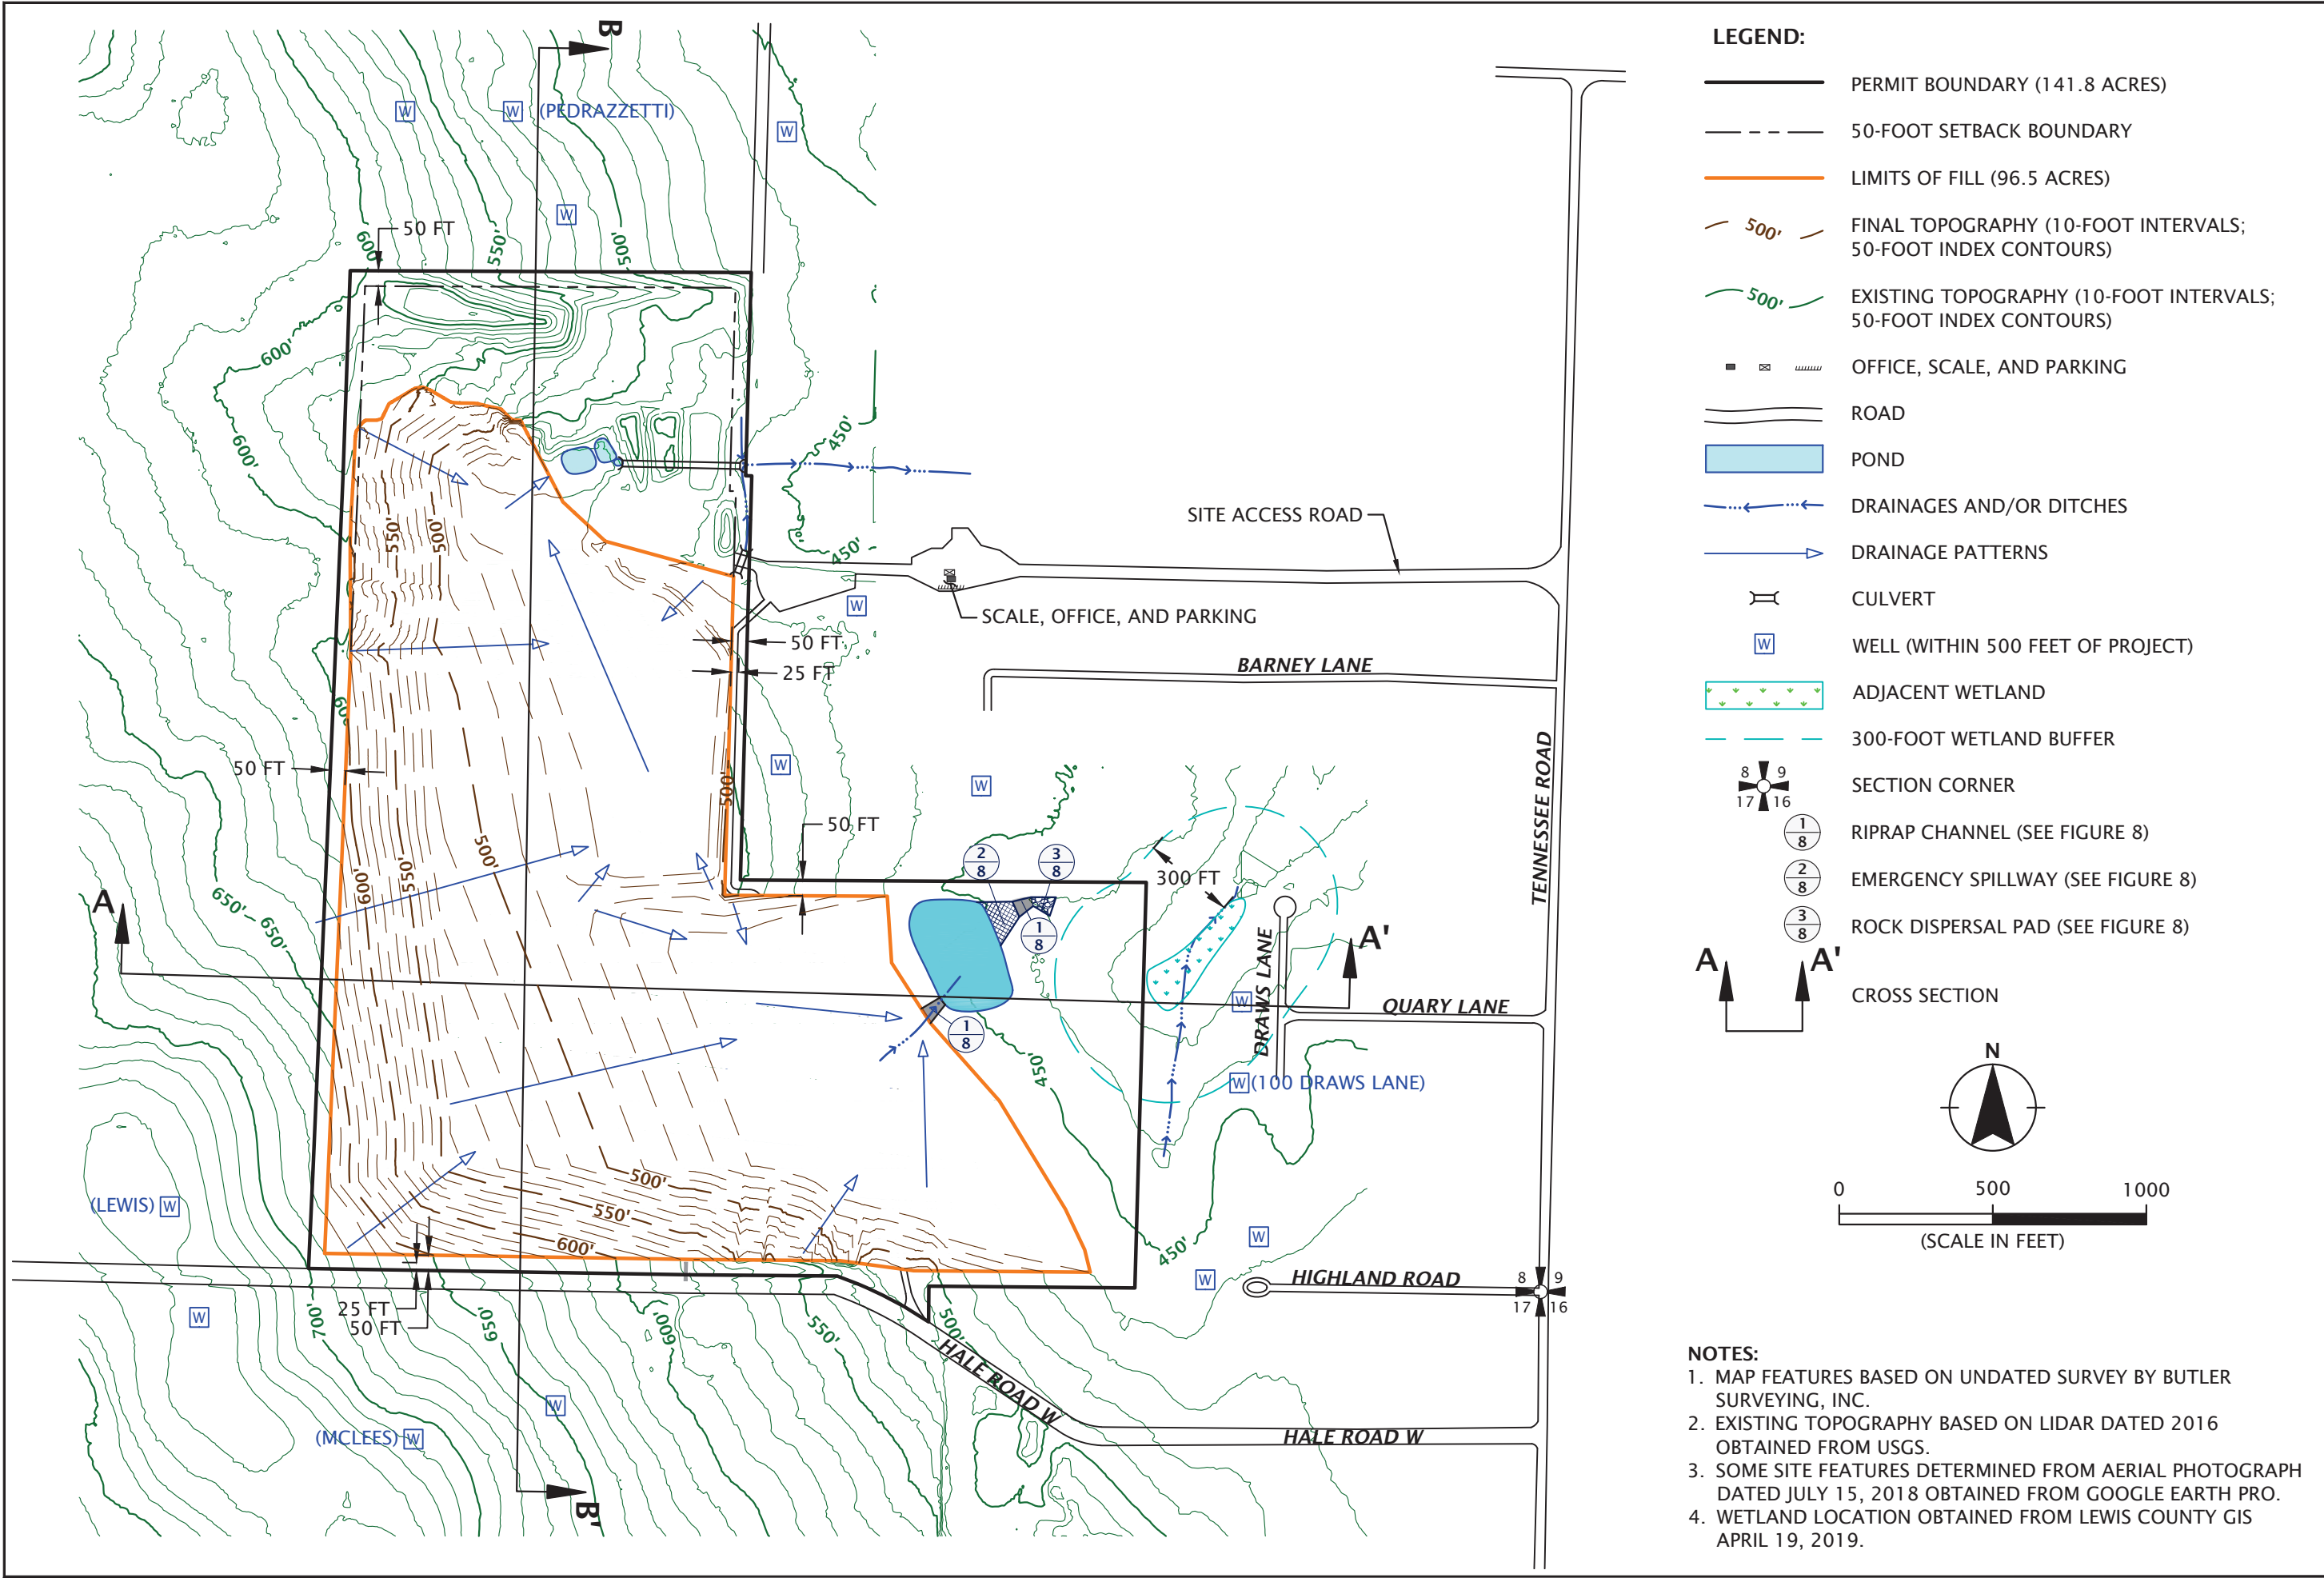 B
W
W (PEDRAZZETTI)
W
W
50 FT
600'
550'
500'
600'
600'
450'
450'
550'
500'
SITE ACCESS ROAD
SCALE, OFFICE, AND PARKING
W
50 FT
25 FT
BARNEY LANE
50 FT
W
W
500'
50 FT
500'
600'
550'
650'
650'
A
2
8
3
8
1
8
300 FT
A'
TENNESSEE ROAD
DRAWS LANE
W
QUARY LANE
1
8
450'
W (100 DRAWS LANE)
(LEWIS) W
500'
550'
600'
450'
W
W
HIGHLAND ROAD
8 9
17 16
W
25 FT
50 FT
700'
650'
600'
550'
500'
HALE ROAD W
HALE ROAD W
W
(MCLEES) W
B'
LEGEND:
PERMIT BOUNDARY (141.8 ACRES)
50-FOOT SETBACK BOUNDARY
LIMITS OF FILL (96.5 ACRES)
500'
FINAL TOPOGRAPHY (10-FOOT INTERVALS;
50-FOOT INDEX CONTOURS)
500'
EXISTING TOPOGRAPHY (10-FOOT INTERVALS;
50-FOOT INDEX CONTOURS)
OFFICE, SCALE, AND PARKING
ROAD
POND
DRAINAGES AND/OR DITCHES
DRAINAGE PATTERNS
CULVERT
W WELL (WITHIN 500 FEET OF PROJECT)
ADJACENT WETLAND
300-FOOT WETLAND BUFFER
8 9
17 16
SECTION CORNER
1
8
RIPRAP CHANNEL (SEE FIGURE 8)
2
8
EMERGENCY SPILLWAY (SEE FIGURE 8)
3
8
ROCK DISPERSAL PAD (SEE FIGURE 8)
A A'
CROSS SECTION
N
0 500 1000
(SCALE IN FEET)
NOTES:
1. MAP FEATURES BASED ON UNDATED SURVEY BY BUTLER
SURVEYING, INC.
2. EXISTING TOPOGRAPHY BASED ON LIDAR DATED 2016
OBTAINED FROM USGS.
3. SOME SITE FEATURES DETERMINED FROM AERIAL PHOTOGRAPH
DATED JULY 15, 2018 OBTAINED FROM GOOGLE EARTH PRO.
4. WETLAND LOCATION OBTAINED FROM LEWIS COUNTY GIS
APRIL 19, 2019.